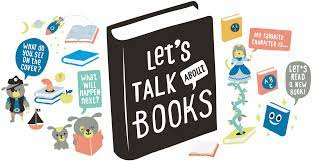 WHAT DO YOU
SEE ON
THE COVER?
WHAT
WILL
HAPPEN
NEXT?
LET'S
TALK ABOUT
BOOKS
MY FAVORITE
CHARACTER IS...
ABC
LET'S
READ
A NEW
BOOK!